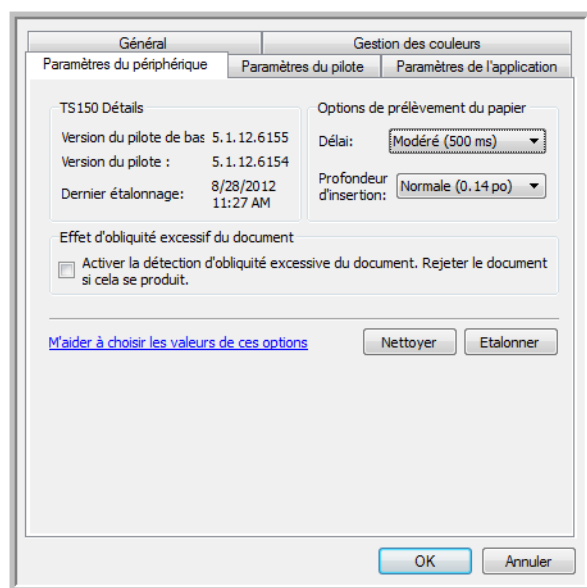 Général
Gestion des couleurs
Paramètres du périphérique
Paramètres du pilote
Paramètres de l'application
TS150 Détails
Version du pilote de bas 5.1.12.6155
Version du pilote : 5.1.12.6154
Dernier étalonnage: 8/28/2012
11:27 AM
Options de prélèvement du papier
Délai: Modéré (500 ms)
Profondeur
d'insertion: Normale (0.14 po)
Effet d'obliquité excessif du document
Activer la détection d'obliquité excessive du document. Rejeter le document
si cela se produit.
M'aider à choisir les valeurs de ces options
Nettoyer
Etalonner
OK
Annuler